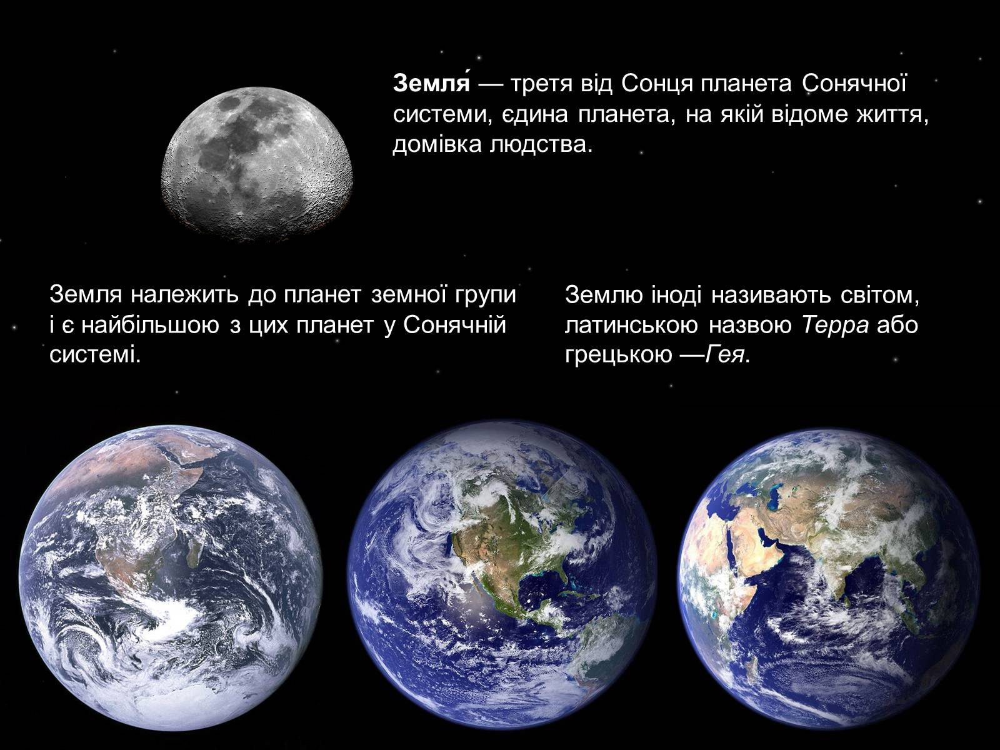 Земля́ — третя від Сонця планета Сонячної
системи, єдина планета, на якій відоме життя,
домівка людства.
Земля належить до планет земної групи
і є найбільшою з цих планет у Сонячній
системі.
Землю іноді називають світом,
латинською назвою Терра або
грецькою —Гея.